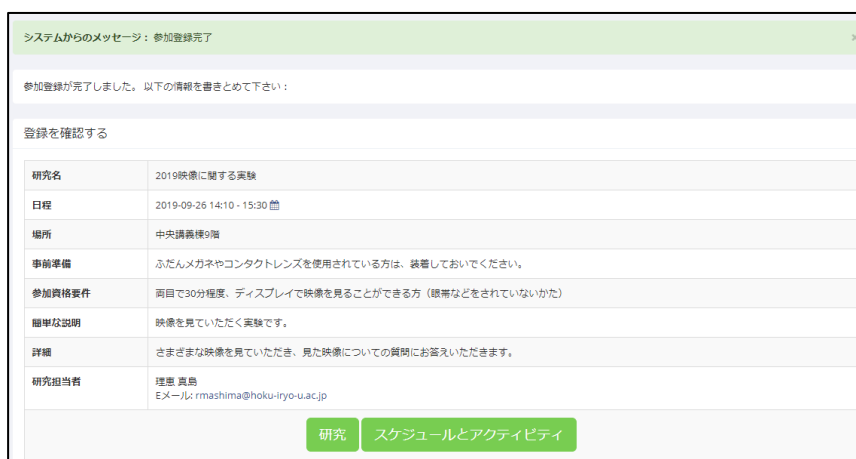 システムからのメッセージ： 参加登録完了
×
参加登録が完了しました。以下の情報を書きとめて下さい：
登録を確認する
研究名 2019映像に関する実験
日程 2019-09-26 14:10 - 15:30
場所 中央講義棟9階
事前準備 ふだんメガネやコンタクトレンズを使用されている方は、装着しておいでください。
参加資格要件 両目で30分程度、ディスプレイで映像を見ることができる方（眼帯などをされていないかた）
簡単な説明 映像を見ていただく実験です。
詳細 さまざまな映像を見ていただき、見た映像についての質問にお答えいただきます。
研究担当者 理恵 真島
Eメール: rmashima@hoku-iryo-u.ac.jp
研究 スケジュールとアクティビティ